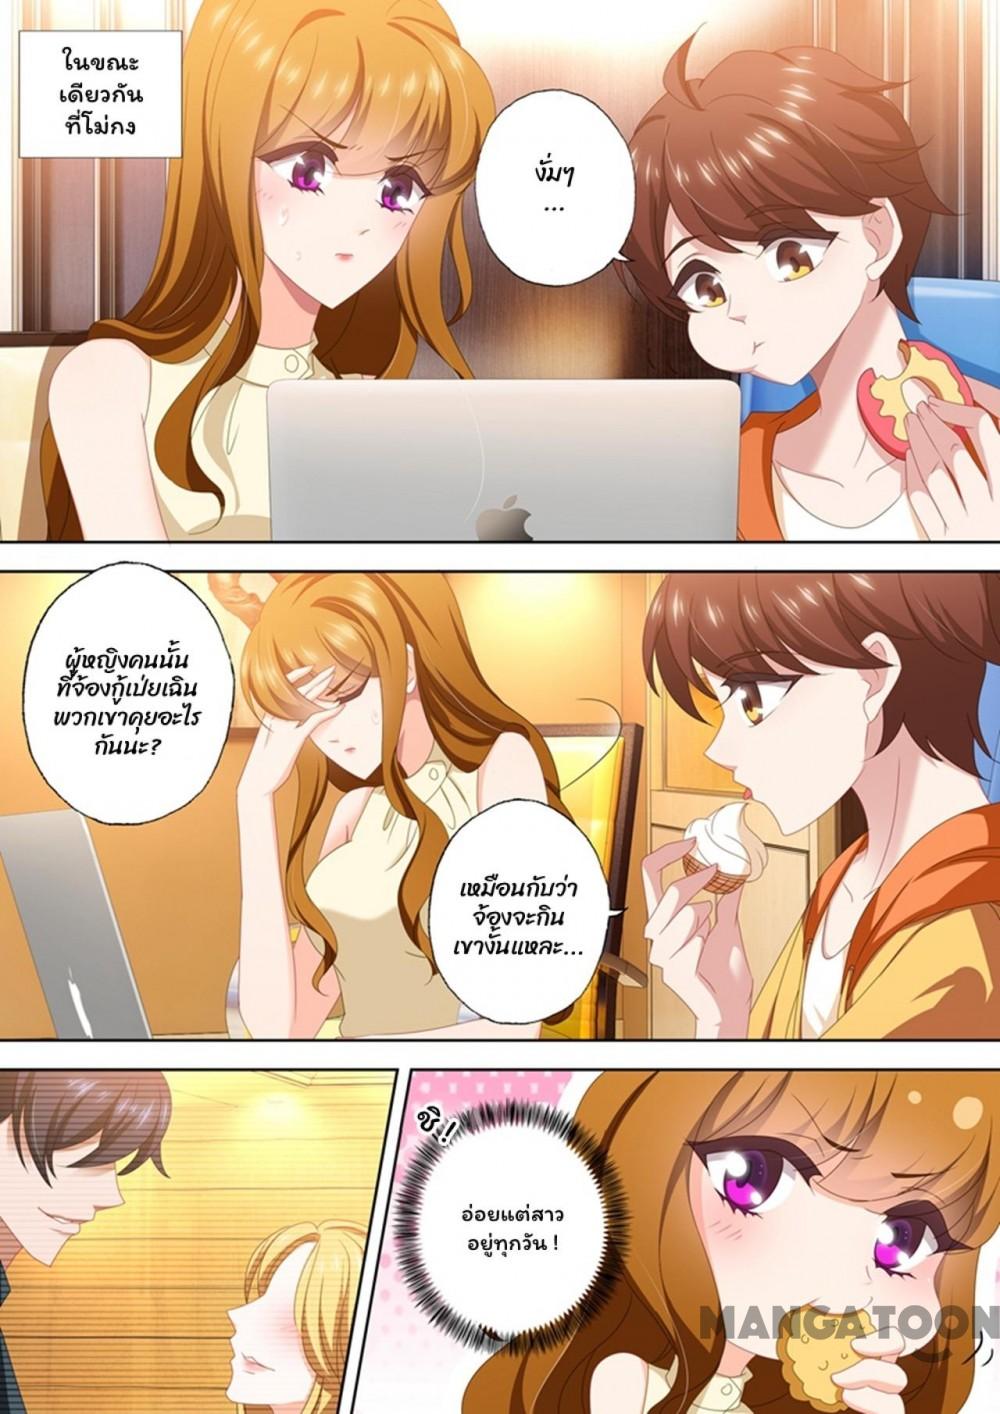 ในขณะ
เดียวกัน
ที่โม่กง
งั่มๆ
...
ผู้หญิงคนนั้น
ที่จ้องกู้เป่ยเฉิน
พวกเขาคุยอะไร
กันนะ?
เหมือนกับว่า
จ้องจะกิน
เขางั้นแหละ...
ชิ!
อ่อยแต่สาว
อยู่ทุกวัน !
MANGATOON